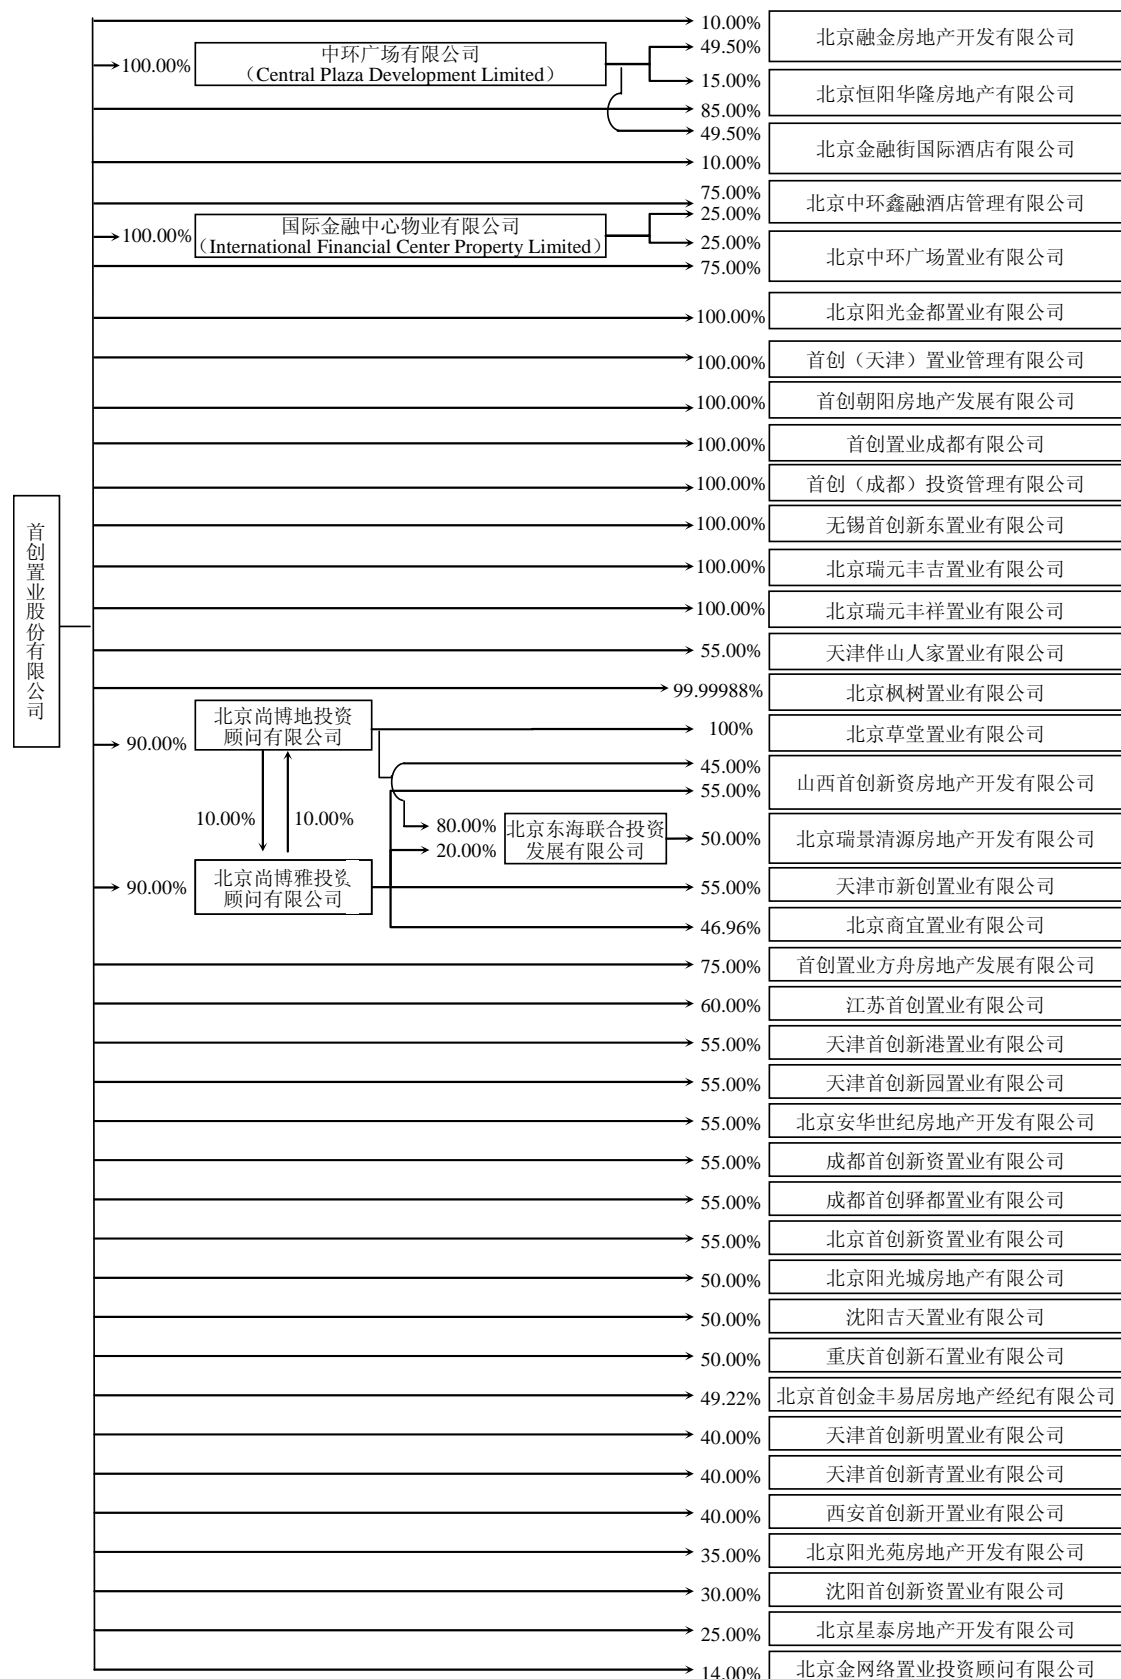 10.00%
北京融金房地产开发有限公司
49.50%
中环广场有限公司
（Central Plaza Development Limited）
100.00%
15.00%
北京恒阳华隆房地产有限公司
85.00%
49.50%
北京金融街国际酒店有限公司
10.00%
75.00%
北京中环鑫融酒店管理有限公司
25.00%
国际金融中心物业有限公司
（International Financial Center Property Limited）
100.00%
25.00%
北京中环广场置业有限公司
75.00%
100.00%
北京阳光金都置业有限公司
100.00%
首创（天津）置业管理有限公司
100.00%
首创朝阳房地产发展有限公司
100.00%
首创置业成都有限公司
100.00%
首创（成都）投资管理有限公司
首创置业股份有限公司
100.00%
无锡首创新东置业有限公司
100.00%
北京瑞元丰吉置业有限公司
100.00%
北京瑞元丰祥置业有限公司
55.00%
天津伴山人家置业有限公司
99.99988%
北京枫树置业有限公司
90.00%
北京尚博地投资
顾问有限公司
100%
北京草堂置业有限公司
45.00%
山西首创新资房地产开发有限公司
55.00%
10.00%
10.00%
80.00%
20.00%
北京东海联合投资
发展有限公司
50.00%
北京瑞景清源房地产开发有限公司
90.00%
北京尚博雅投资
顾问有限公司
55.00%
天津市新创置业有限公司
46.96%
北京商宜置业有限公司
75.00%
首创置业方舟房地产发展有限公司
60.00%
江苏首创置业有限公司
55.00%
天津首创新港置业有限公司
55.00%
天津首创新园置业有限公司
55.00%
北京安华世纪房地产开发有限公司
55.00%
成都首创新资置业有限公司
55.00%
成都首创驿都置业有限公司
55.00%
北京首创新资置业有限公司
50.00%
北京阳光城房地产有限公司
50.00%
沈阳吉天置业有限公司
50.00%
重庆首创新石置业有限公司
49.22%
北京首创金丰易居房地产经纪有限公司
40.00%
天津首创新明置业有限公司
40.00%
天津首创新青置业有限公司
40.00%
西安首创新开置业有限公司
35.00%
北京阳光苑房地产开发有限公司
30.00%
沈阳首创新资置业有限公司
25.00%
北京星泰房地产开发有限公司
14.00%
北京金网络置业投资顾问有限公司